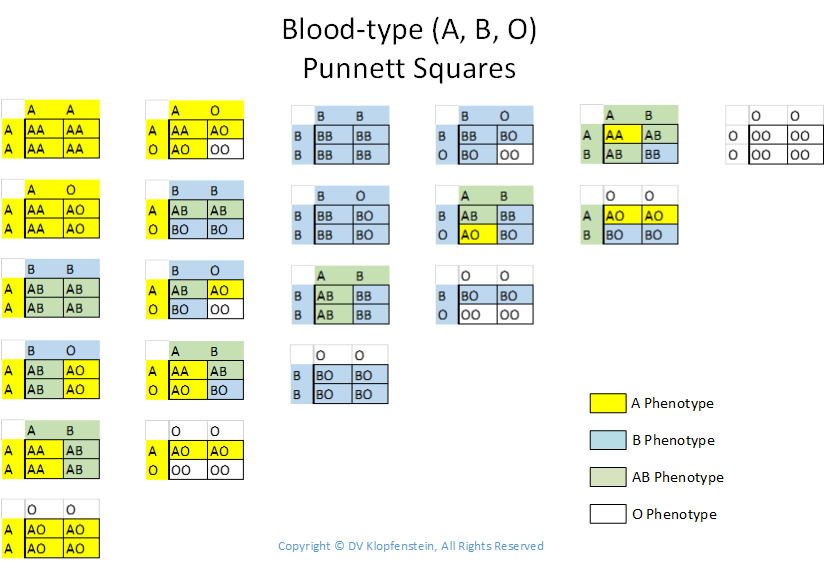 Blood-type (A, B, O)
Punnett Squares
A A
A AA AA
A AA AA
A O
A AA AO
A AA AO
B B
A AB AB
A AB AB
B O
A AB AO
A AB AO
A B
A AA AB
A AA AB
O O
A AO AO
A AO AO
A O
A AA AO
O AO OO
B B
A AB AB
O BO BO
B O
A AB AO
O BO OO
A B
A AA AB
O AO BO
O O
A AO AO
O OO OO
B B
B BB BB
B BB BB
B O
B BB BO
B BB BO
A B
B AB BB
B AB BB
O O
B BO BO
B BO BO
B O
B BB BO
O BO OO
A B
B AB BB
O AO BO
O O
B BO BO
O OO OO
A B
A AA AB
B AB BB
O O
A AO AO
B BO BO
O O
O OO OO
O OO OO
A Phenotype
B Phenotype
AB Phenotype
O Phenotype
Copyright © DV Klopfenstein, All Rights Reserved